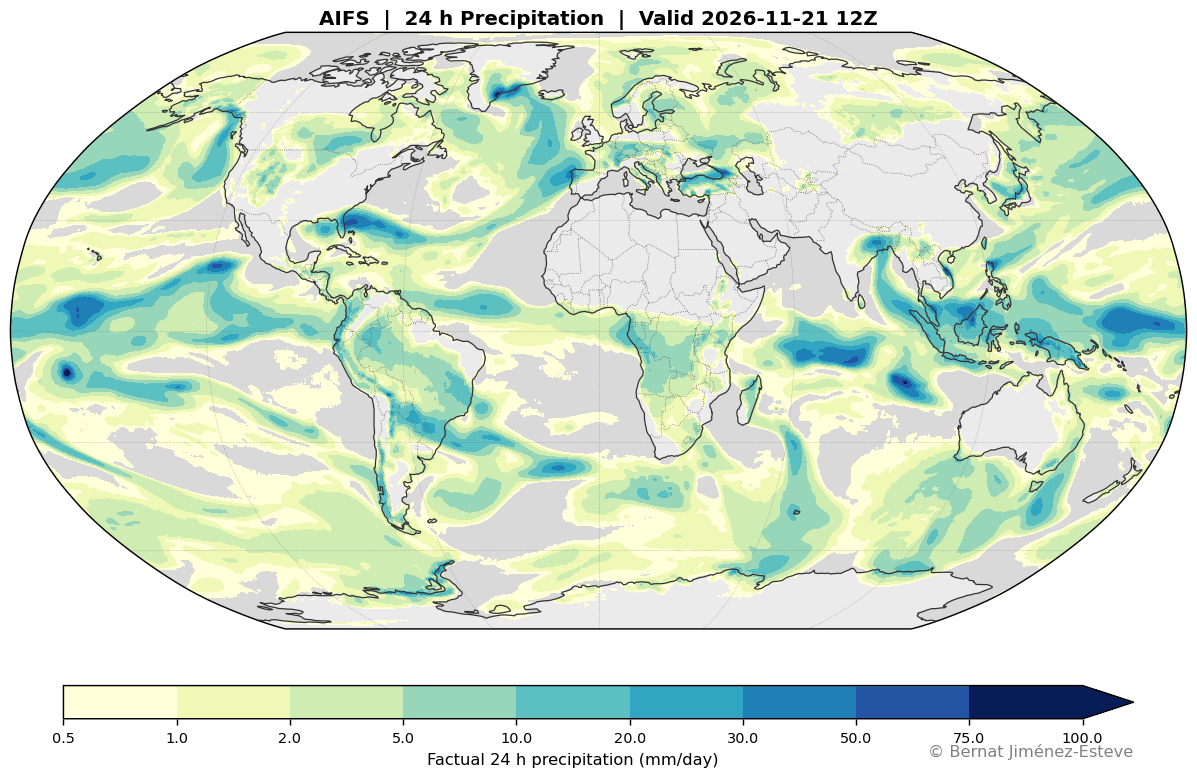 AIFS | 24 h Precipitation | Valid 2026-11-21 12Z
0.5 1.0 2.0 5.0 10.0 20.0 30.0 50.0 75.0 100.0
Factual 24 h precipitation (mm/day)
© Bernat Jiménez-Esteve